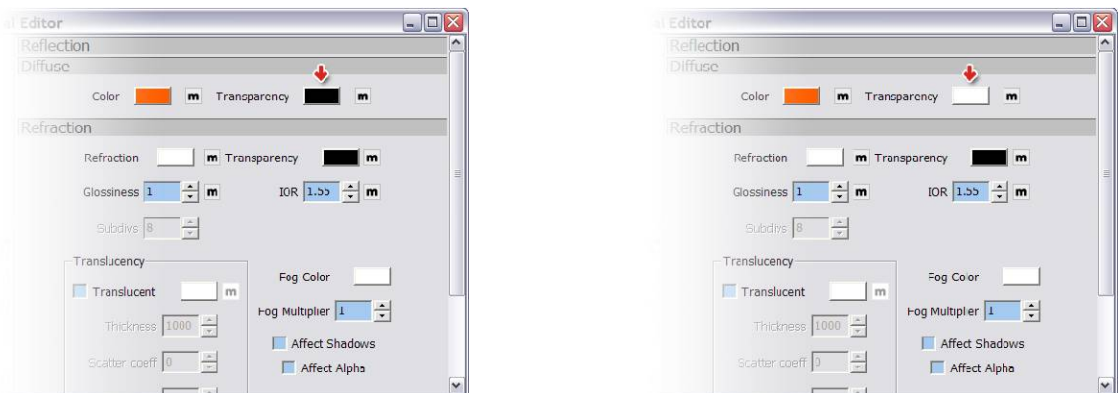 al Editor
Reflection
Diffuse
Color m Transparency m
Refraction
Refraction m Transparency m
Glossiness 1 m IOR 1.55 m
Subdivs 8
Translucency
Translucent m
Fog Color
Thickness 1000
Fog Multiplier 1
Scatter coeff 0
Affect Shadows
Affect Alpha
al Editor
Reflection
Diffuse
Color m Transparency m
Refraction
Refraction m Transparency m
Glossiness 1 m IOR 1.55 m
Subdivs 8
Translucency
Translucent m
Fog Color
Thickness 1000
Fog Multiplier 1
Scatter coeff 0
Affect Shadows
Affect Alpha